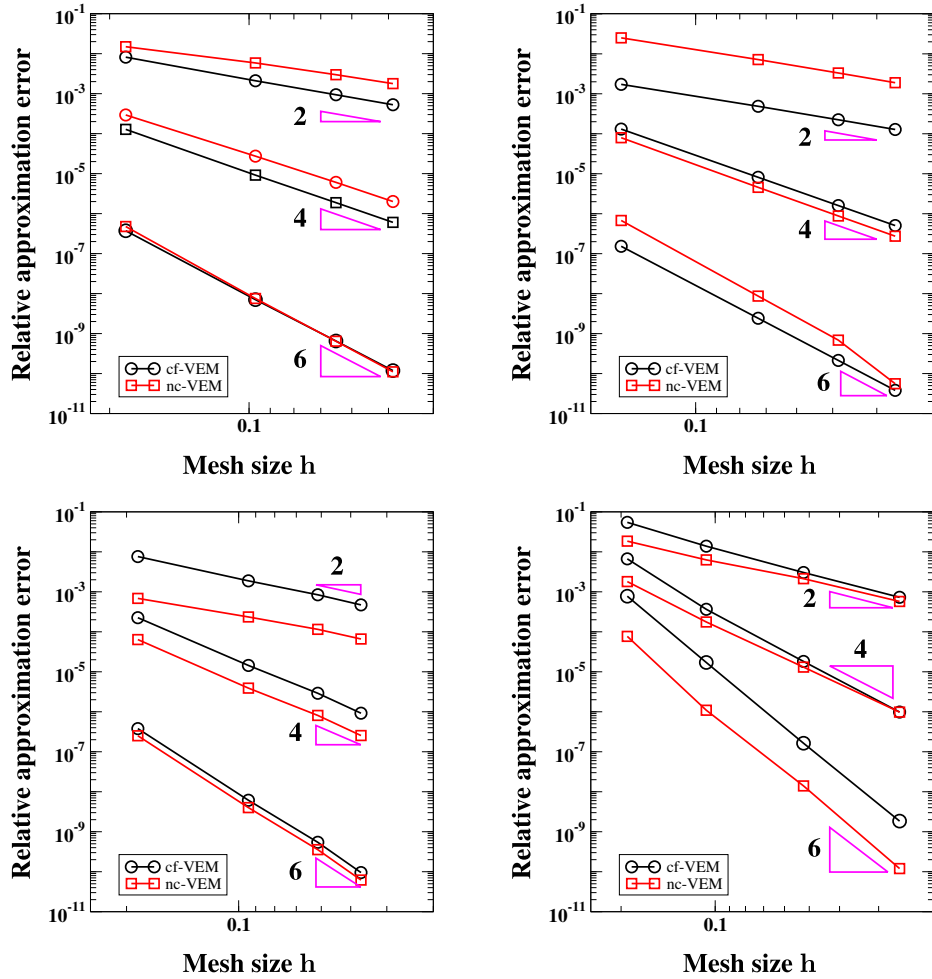 10^-1
10^-3
10^-5
10^-7
10^-9
10^-11
Relative approximation error
2
4
6
cf-VEM
nc-VEM
0.1
Mesh size h
10^-1
10^-3
10^-5
10^-7
10^-9
10^-11
Relative approximation error
2
4
6
cf-VEM
nc-VEM
0.1
Mesh size h
10^-1
10^-3
10^-5
10^-7
10^-9
10^-11
Relative approximation error
2
4
6
cf-VEM
nc-VEM
0.1
Mesh size h
10^-1
10^-3
10^-5
10^-7
10^-9
10^-11
Relative approximation error
2
4
6
cf-VEM
nc-VEM
0.1
Mesh size h